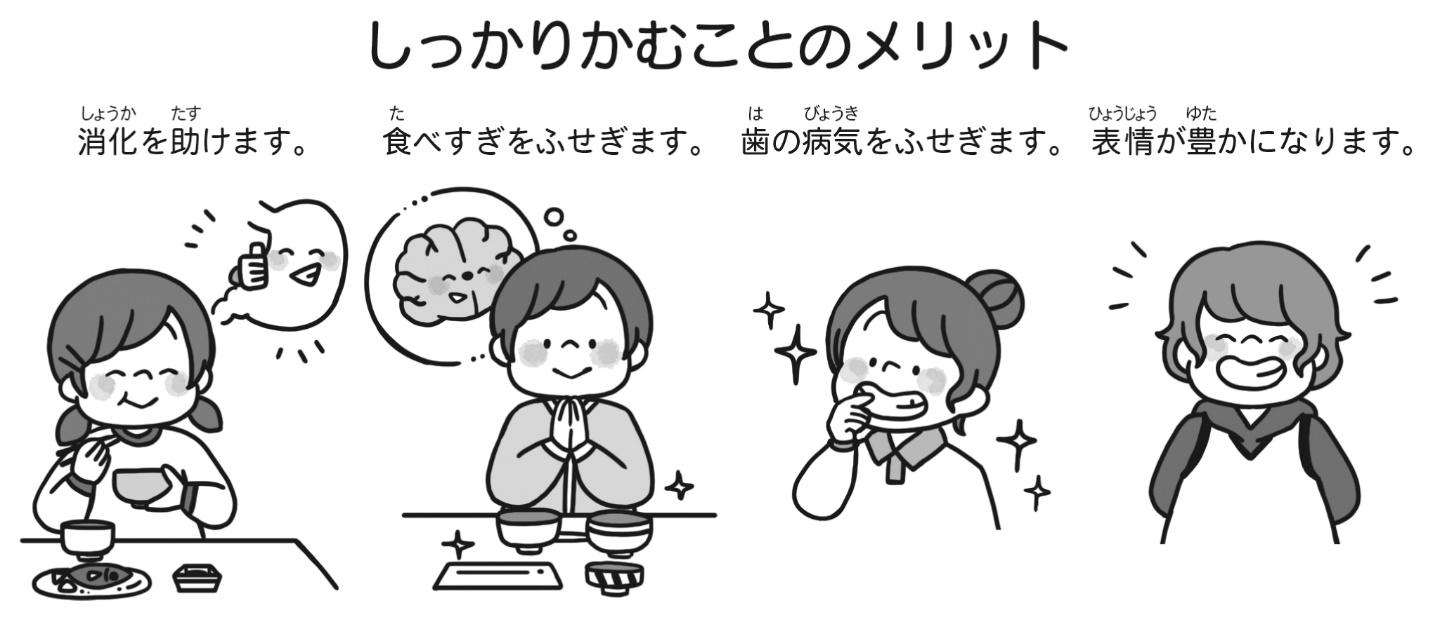 しっかりかむことのメリット
しょうか たす
消化を助けます。
た
食べすぎをふせぎます。
は びょうき
歯の病気をふせぎます。
ひょうじょう ゆた
表情が豊かになります。